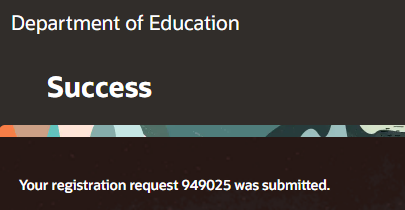 Department of Education
Success
Your registration request 949025 was submitted.